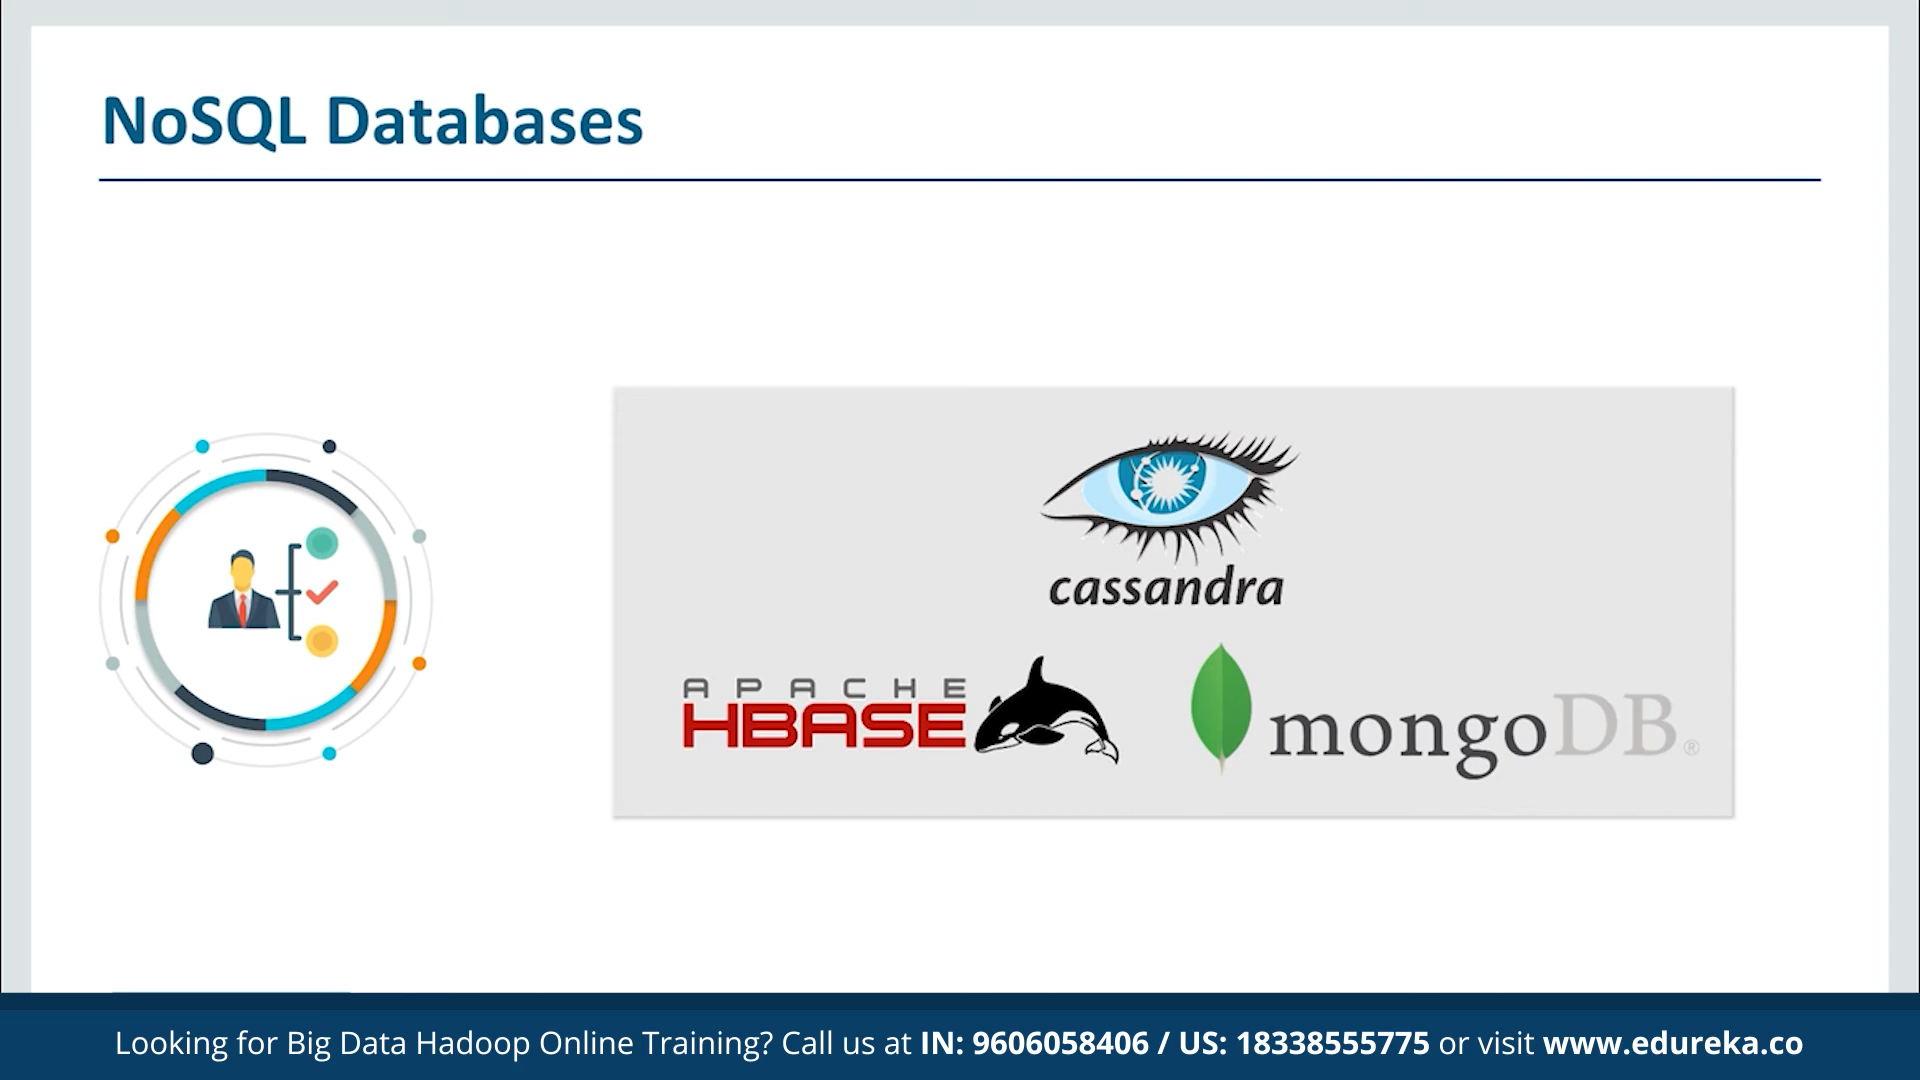 NoSQL Databases
cassandra
APACHE
HBASE
mongoDB®
Looking for Big Data Hadoop Online Training? Call us at IN: 9606058406 / US: 18338555775 or visit www.edureka.co